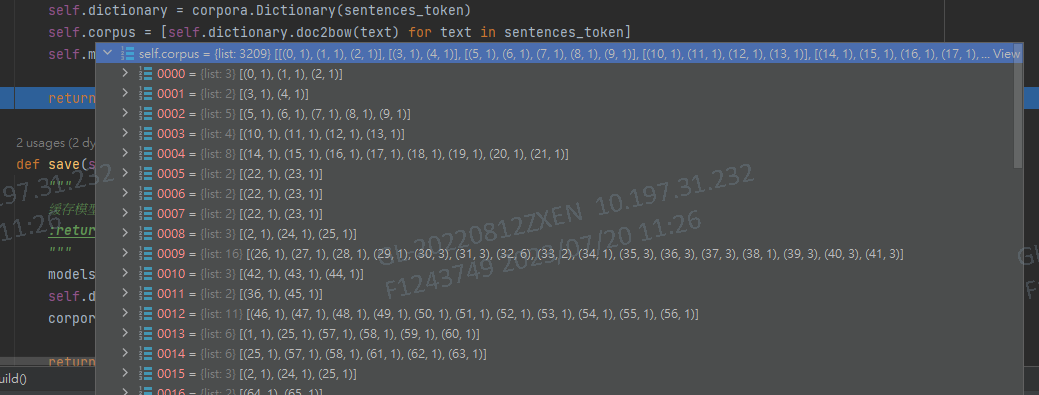 self.dictionary = corpora.Dictionary(sentences_token)
self.corpus = [self.dictionary.doc2bow(text) for text in sentences_token]
self.m
self.corpus = {list: 3209} [[(0, 1), (1, 1), (2, 1)], [(3, 1), (4, 1)], [(5, 1), (6, 1), (7, 1), (8, 1), (9, 1)], [(10, 1), (11, 1), (12, 1), (13, 1)], [(14, 1), (15, 1), (16, 1), (17, 1), ... View
0000 = {list: 3} [(0, 1), (1, 1), (2, 1)]
return
0001 = {list: 2} [(3, 1), (4, 1)]
0002 = {list: 5} [(5, 1), (6, 1), (7, 1), (8, 1), (9, 1)]
2 usages (2 dy
0003 = {list: 4} [(10, 1), (11, 1), (12, 1), (13, 1)]
def save(s
0004 = {list: 8} [(14, 1), (15, 1), (16, 1), (17, 1), (18, 1), (19, 1), (20, 1), (21, 1)]
"""
0005 = {list: 2} [(22, 1), (23, 1)]
0006 = {list: 2} [(22, 1), (23, 1)]
缓存模型
0007 = {list: 2} [(22, 1), (23, 1)]
:retur
0008 = {list: 3} [(2, 1), (24, 1), (25, 1)]
"""
0009 = {list: 16} [(26, 1), (27, 1), (28, 1), (29, 1), (30, 3), (31, 3), (32, 6), (33, 2), (34, 1), (35, 3), (36, 3), (37, 3), (38, 1), (39, 3), (40, 3), (41, 3)]
models
0010 = {list: 3} [(42, 1), (43, 1), (44, 1)]
self.d
0011 = {list: 2} [(36, 1), (45, 1)]
corpor
0012 = {list: 11} [(46, 1), (47, 1), (48, 1), (49, 1), (50, 1), (51, 1), (52, 1), (53, 1), (54, 1), (55, 1), (56, 1)]
0013 = {list: 6} [(1, 1), (25, 1), (57, 1), (58, 1), (59, 1), (60, 1)]
return
0014 = {list: 6} [(25, 1), (57, 1), (58, 1), (61, 1), (62, 1), (63, 1)]
uild()
0015 = {list: 3} [(2, 1), (24, 1), (25, 1)]
0016 = {list: 2} [(64, 1), (65, 1)]
197.31.232
11:26
20220812ZXEN 10.197.31.232
F1243749 2023/07/20 11:26